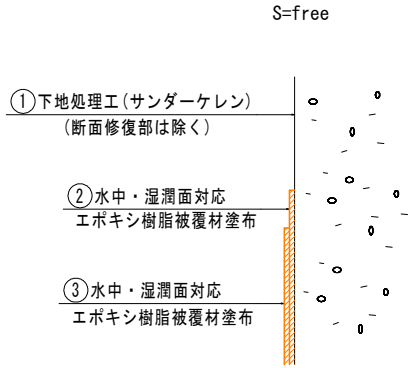 S=free
①下地処理工(サンダーケレン)
(断面修復部は除く)
②水中・湿潤面対応
エポキシ樹脂被覆材塗布
③水中・湿潤面対応
エポキシ樹脂被覆材塗布